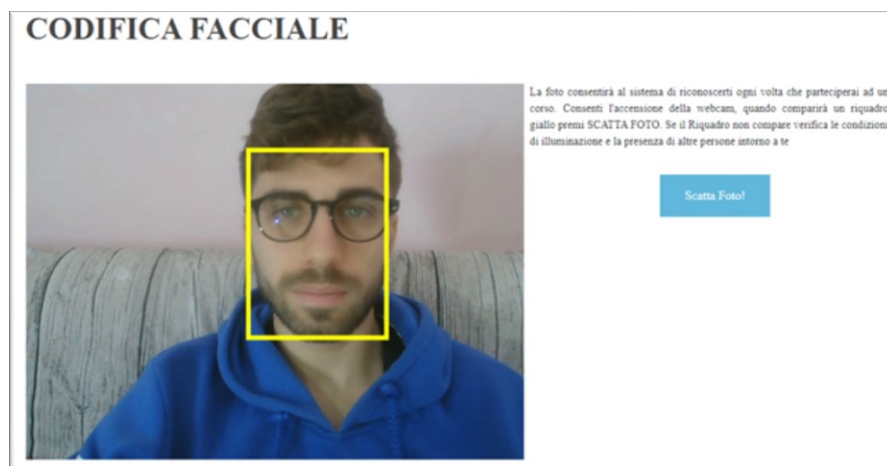 CODIFICA FACCIALE
La foto consentirà al sistema di riconoscerti ogni volta che parteciperai ad un
corso. Consenti l'accensione della webcam, quando comparirà un riquadro
giallo premi SCATTA FOTO. Se il Riquadro non compare verifica le condizioni
di illuminazione e la presenza di altre persone intorno a te
Scatta Foto!